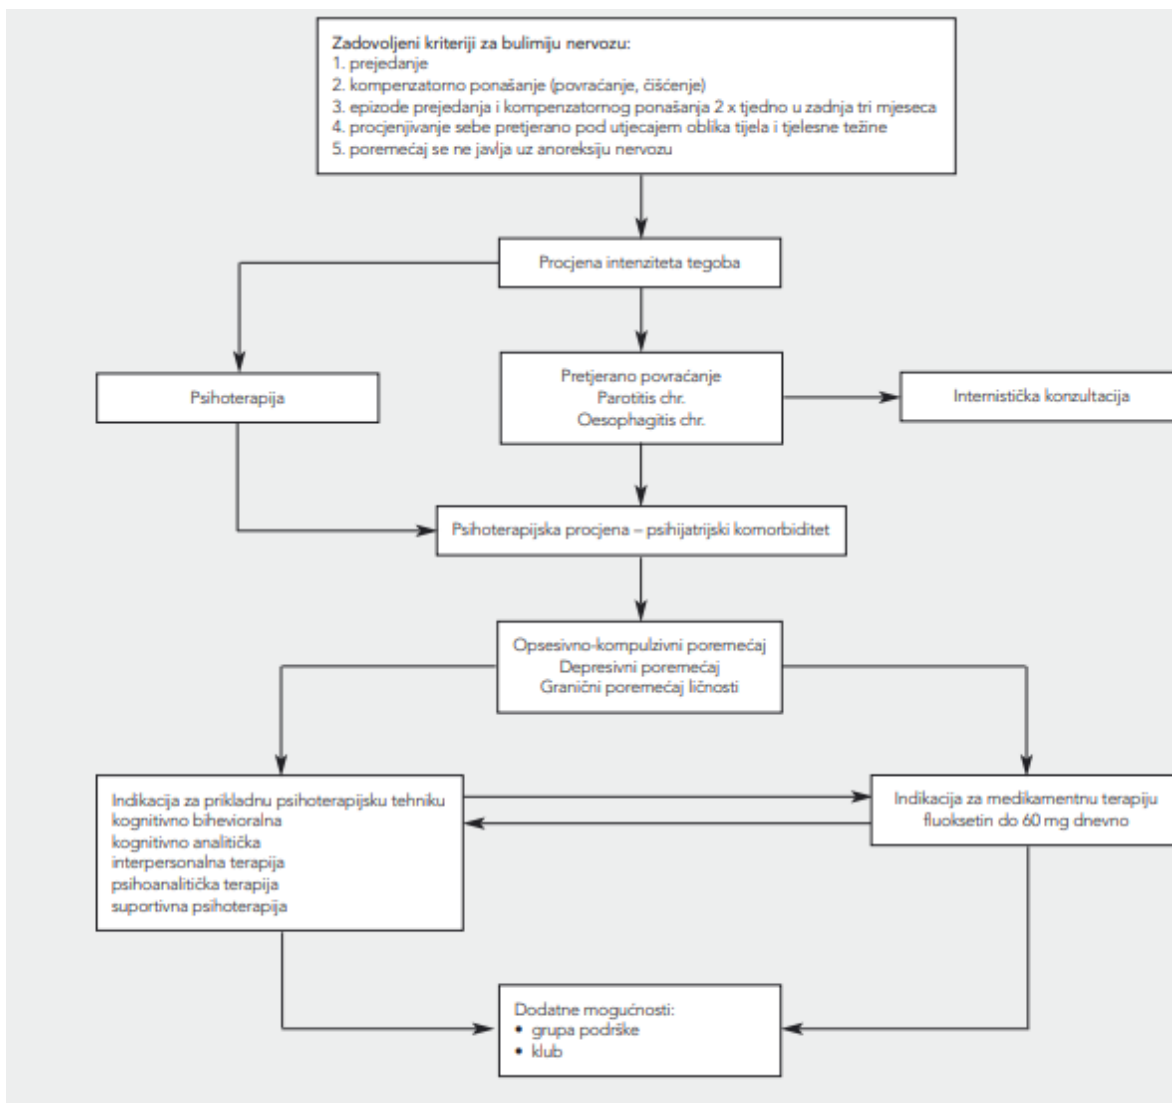 Zadovoljeni kriteriji za bulimiju nervozu:
1. prejedanje
2. kompenzatorno ponašanje (povraćanje, čišćenje)
3. epizode prejedanja i kompenzatornog ponašanja 2 x tjedno u zadnja tri mjeseca
4. procjenjivanje sebe pretjerano pod utjecajem oblika tijela i tjelesne težine
5. poremećaj se ne javlja uz anoreksiju nervozu
Procjena intenziteta tegoba
Psihoterapija
Pretjerano povraćanje
Parotitis chr.
Oesophagitis chr.
Internistička konzultacija
Psihoterapijska procjena – psihijatrijski komorbiditet
Opsesivno-kompulzivni poremećaj
Depresivni poremećaj
Granični poremećaj ličnosti
Indikacija za prikladnu psihoterapijsku tehniku
kognitivno bihevioralna
kognitivno analitička
interpersonalna terapija
psihoanalitička terapija
suportivna psihoterapija
Indikacija za medikamentnu terapiju
fluoksetin do 60 mg dnevno
Dodatne mogućnosti:
• grupa podrške
• klub